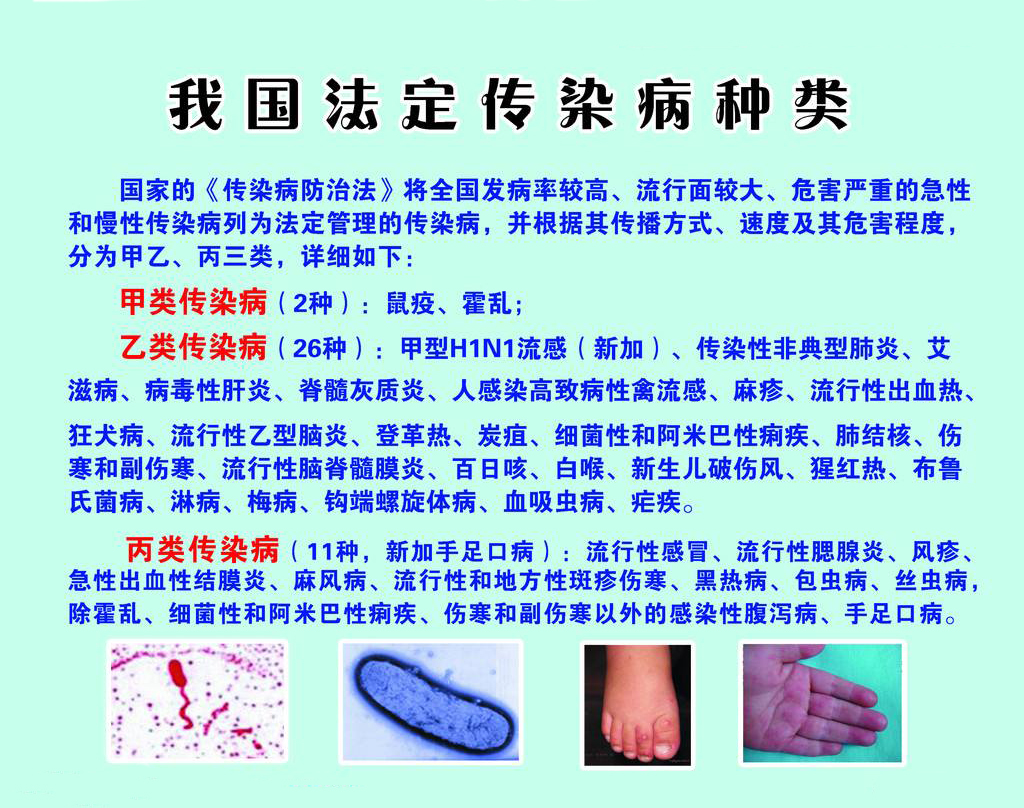 我国法定传染病种类
国家的《传染病防治法》将全国发病率较高、流行面较大、危害严重的急性
和慢性传染病列为法定管理的传染病，并根据其传播方式、速度及其危害程度，
分为甲乙、丙三类，详细如下：
甲类传染病（2种）：鼠疫、霍乱；
乙类传染病（26种）：甲型H1N1流感（新加）、传染性非典型肺炎、艾
滋病、病毒性肝炎、脊髓灰质炎、人感染高致病性禽流感、麻疹、流行性出血热、
狂犬病、流行性乙型脑炎、登革热、炭疽、细菌性和阿米巴性痢疾、肺结核、伤
寒和副伤寒、流行性脑脊髓膜炎、百日咳、白喉、新生儿破伤风、猩红热、布鲁
氏菌病、淋病、梅病、钩端螺旋体病、血吸虫病、疟疾。
丙类传染病（11种，新加手足口病）：流行性感冒、流行性腮腺炎、风疹、
急性出血性结膜炎、麻风病、流行性和地方性斑疹伤寒、黑热病、包虫病、丝虫病，
除霍乱、细菌性和阿米巴性痢疾、伤寒和副伤寒以外的感染性腹泻病、手足口病。